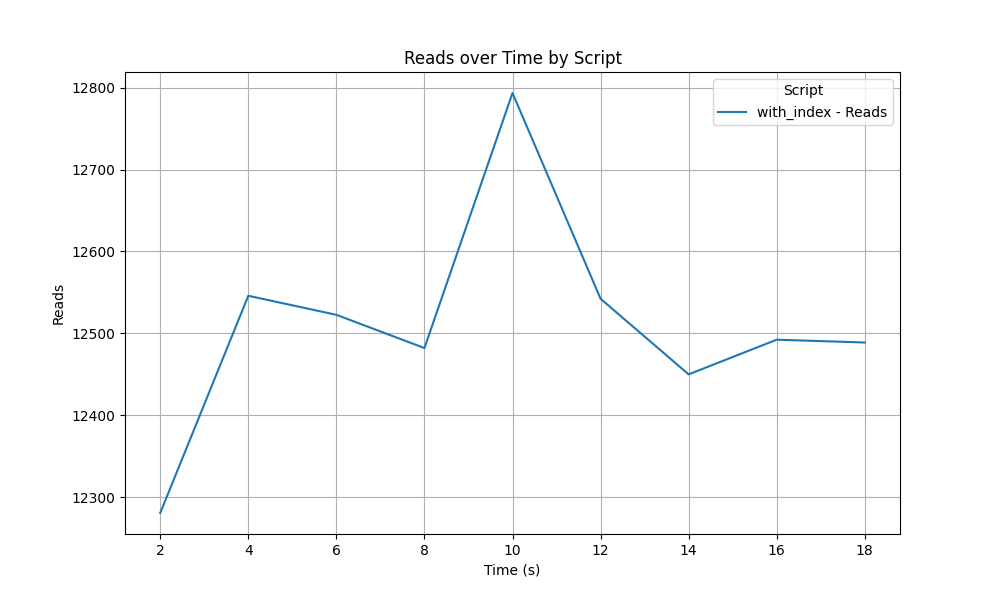 Reads over Time by Script
Script
with_index - Reads
12800
12700
12600
12500
12400
12300
Reads
2 4 6 8 10 12 14 16 18
Time (s)